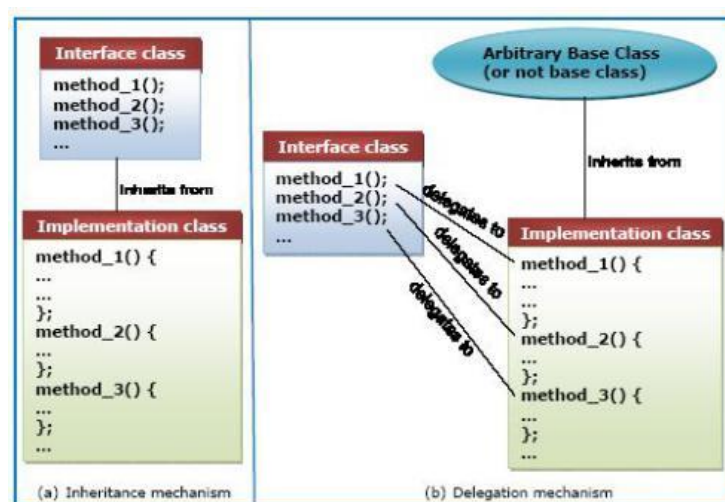 Interface class
method_1();
method_2();
method_3();
...
Inherits from
Implementation class
method_1() {
...
...
};
method_2() {
...
};
method_3() {
...
};
...
(a) Inheritance mechanism
Arbitrary Base Class
(or not base class)
Inherits from
Interface class
method_1();
method_2();
method_3();
...
delegates to
delegates to
delegates to
Implementation class
method_1() {
...
...
};
method_2() {
...
};
method_3() {
...
};
...
(b) Delegation mechanism